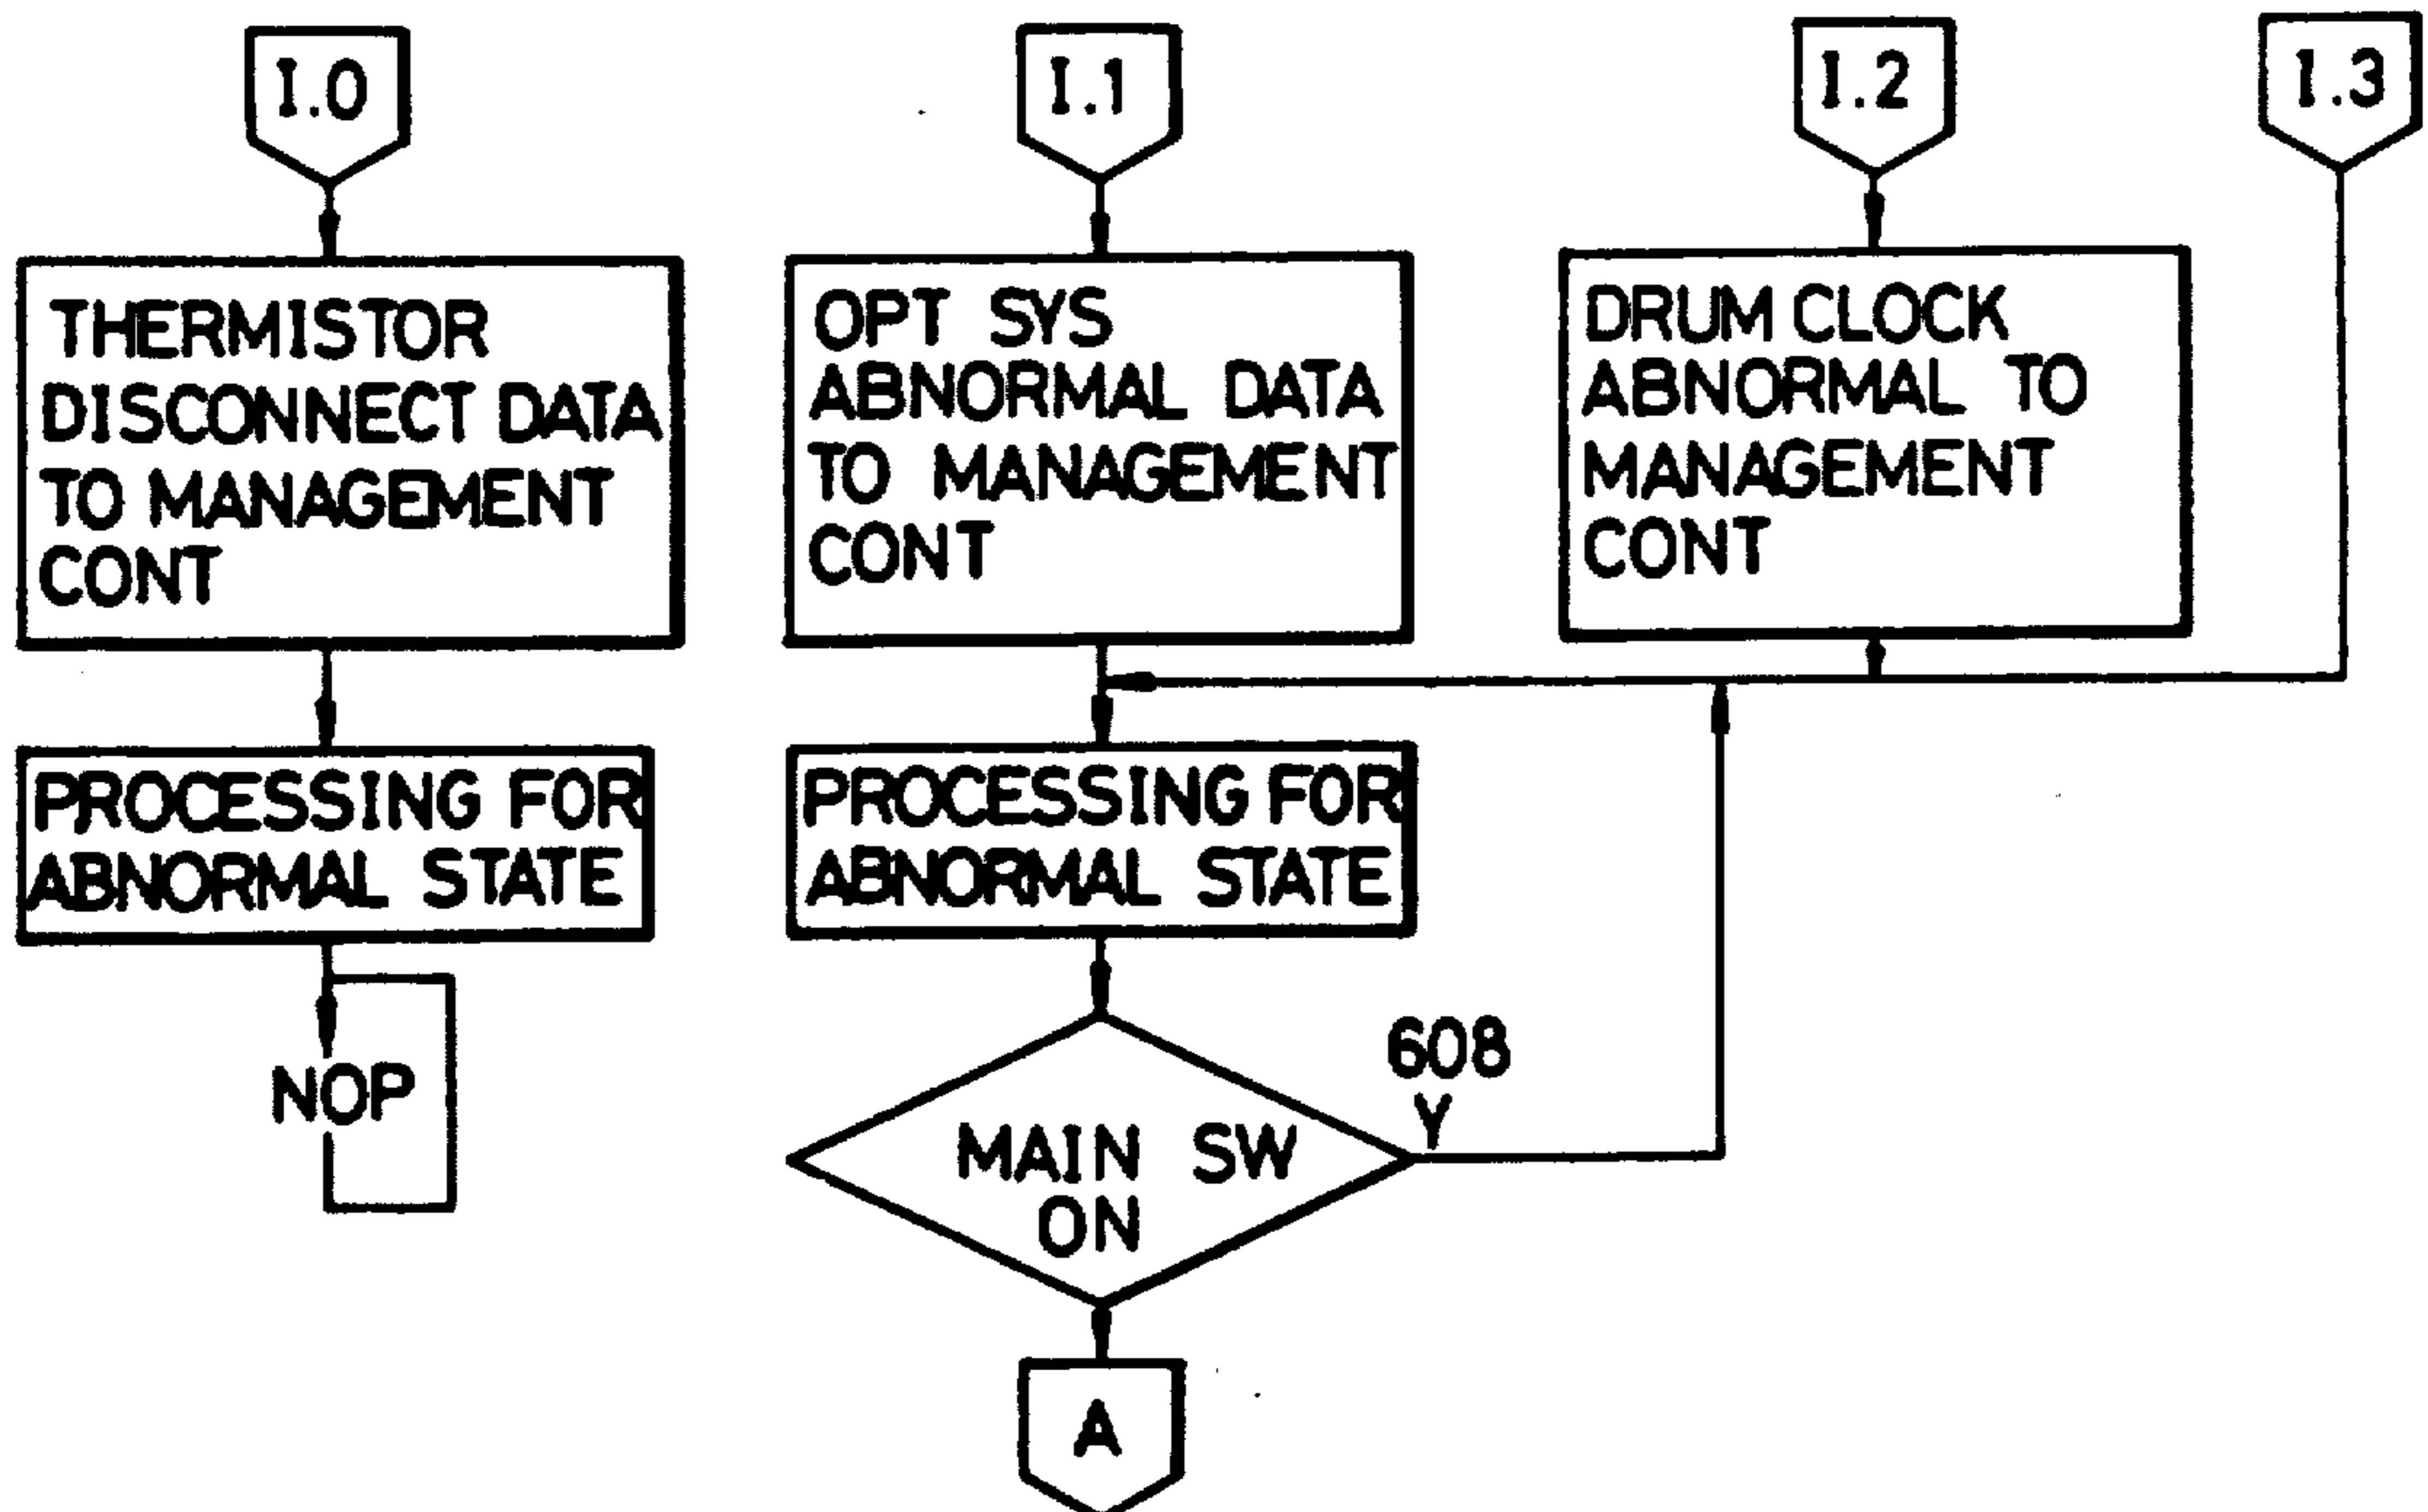 I.0
I.1
I.2
I.3
THERMISTOR
DISCONNECT DATA
TO MANAGEMENT
CONT
OPT SYS
ABNORMAL DATA
TO MANAGEMENT
CONT
DRUM CLOCK
ABNORMAL TO
MANAGEMENT
CONT
PROCESSING FOR
ABNORMAL STATE
PROCESSING FOR
ABNORMAL STATE
NOP
608
Y
MAIN SW
ON
A